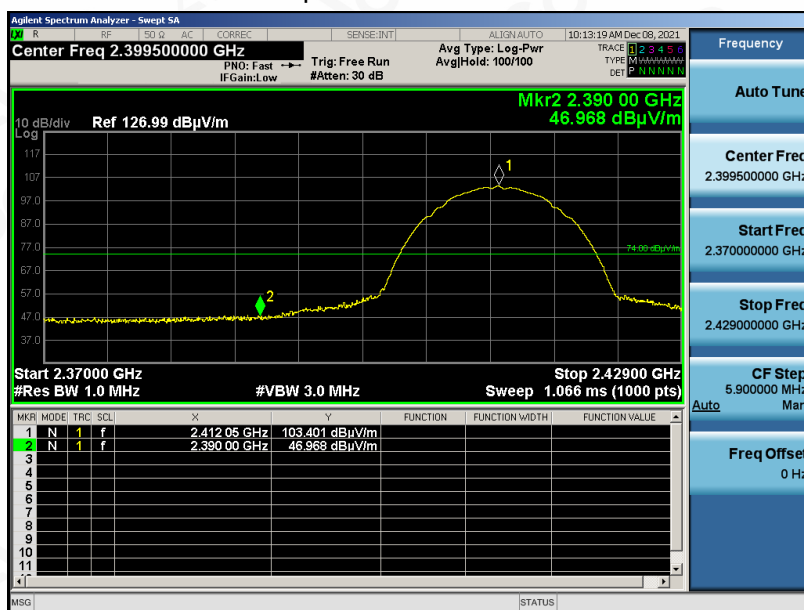 Agilent Spectrum Analyzer - Swept SA
LXI R RF 50 Ω AC CORREC SENSE:INT ALIGN AUTO 10:13:19 AM Dec 08, 2021
Center Freq 2.399500000 GHz
PNO: Fast
IFGain:Low
Trig: Free Run
#Atten: 30 dB
Avg Type: Log-Pwr
Avg|Hold: 100/100
TRACE 1 2 3 4 5 6
TYPE M
DET P N N N N N
Mkr2 2.390 00 GHz
46.968 dBµV/m
10 dB/div Ref 126.99 dBµV/m
Log
117
107
97.0
87.0
77.0
67.0
57.0
47.0
37.0
1
2
74.00 dBµV/m
Start 2.37000 GHz Stop 2.42900 GHz
#Res BW 1.0 MHz #VBW 3.0 MHz Sweep 1.066 ms (1000 pts)
MKR MODE TRC SCL X Y FUNCTION FUNCTION WIDTH FUNCTION VALUE
1 N 1 f 2.412 05 GHz 103.401 dBµV/m
2 N 1 f 2.390 00 GHz 46.968 dBµV/m
3
4
5
6
7
8
9
10
11
MSG STATUS
Frequency
Auto Tune
Center Freq
2.399500000 GHz
Start Freq
2.370000000 GHz
Stop Freq
2.429000000 GHz
CF Step
5.900000 MHz
Auto Man
Freq Offset
0 Hz